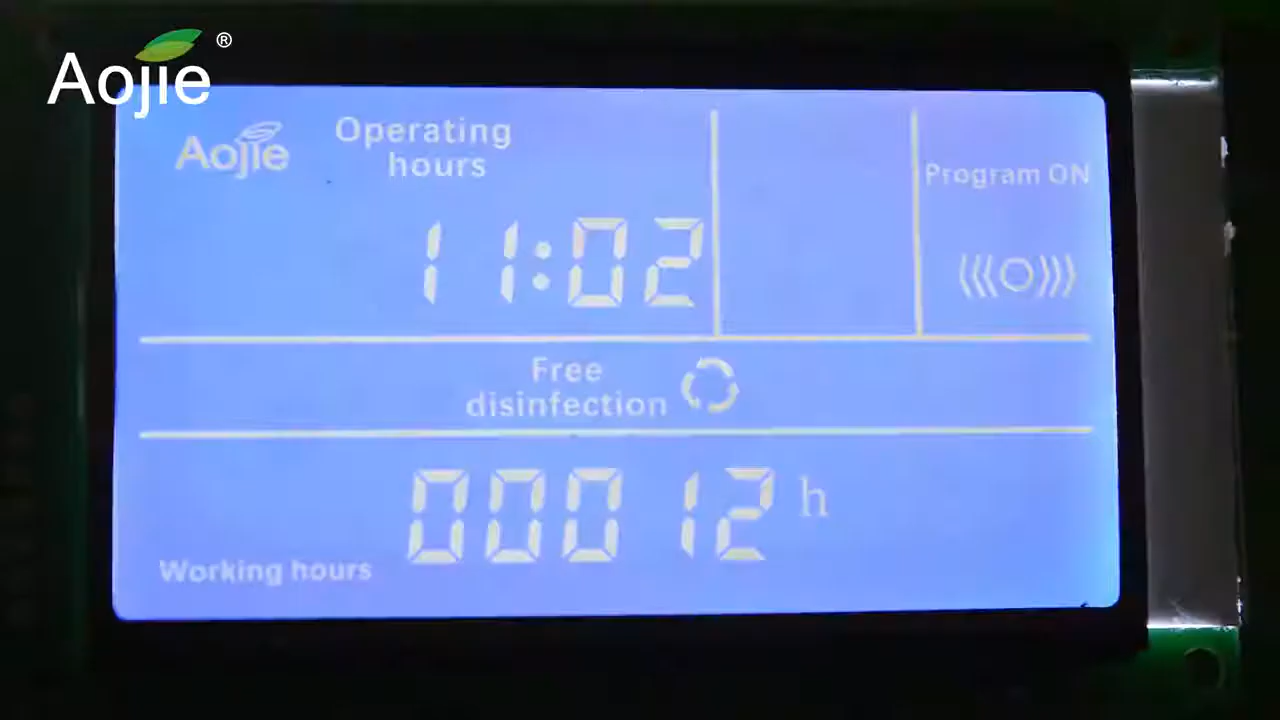 Aojie ®
Aojie
Operating
hours
11:02
Program ON
Free
disinfection
00012 h
Working hours